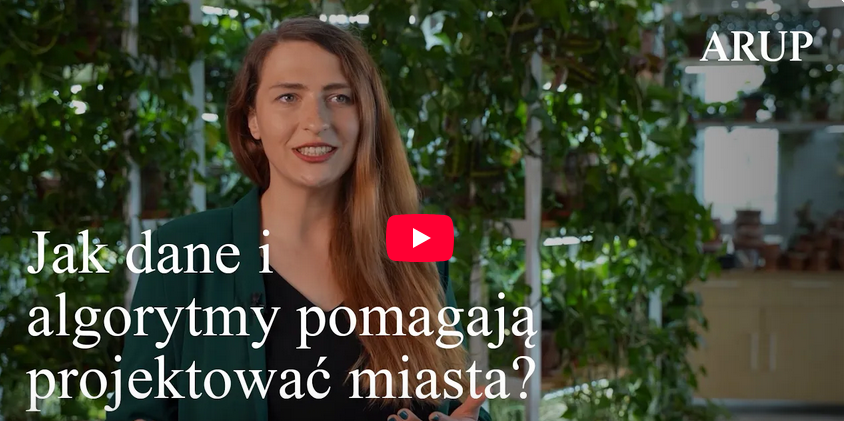 ARUP
Jak dane i
algorytmy pomagają
projektować miasta?